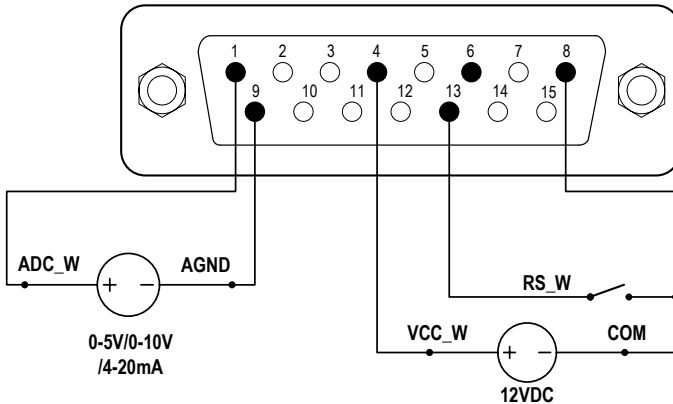 1 2 3 4 5 6 7 8
9 10 11 12 13 14 15
ADC_W + − AGND
0-5V/0-10V
/4-20mA
RS_W
VCC_W + − COM
12VDC